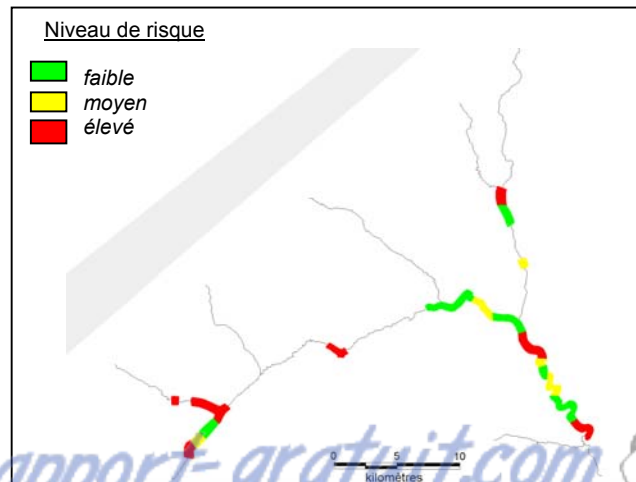 Niveau de risque
faible
moyen
élevé
apport-gratuit.com
0 5 10
kilomètres